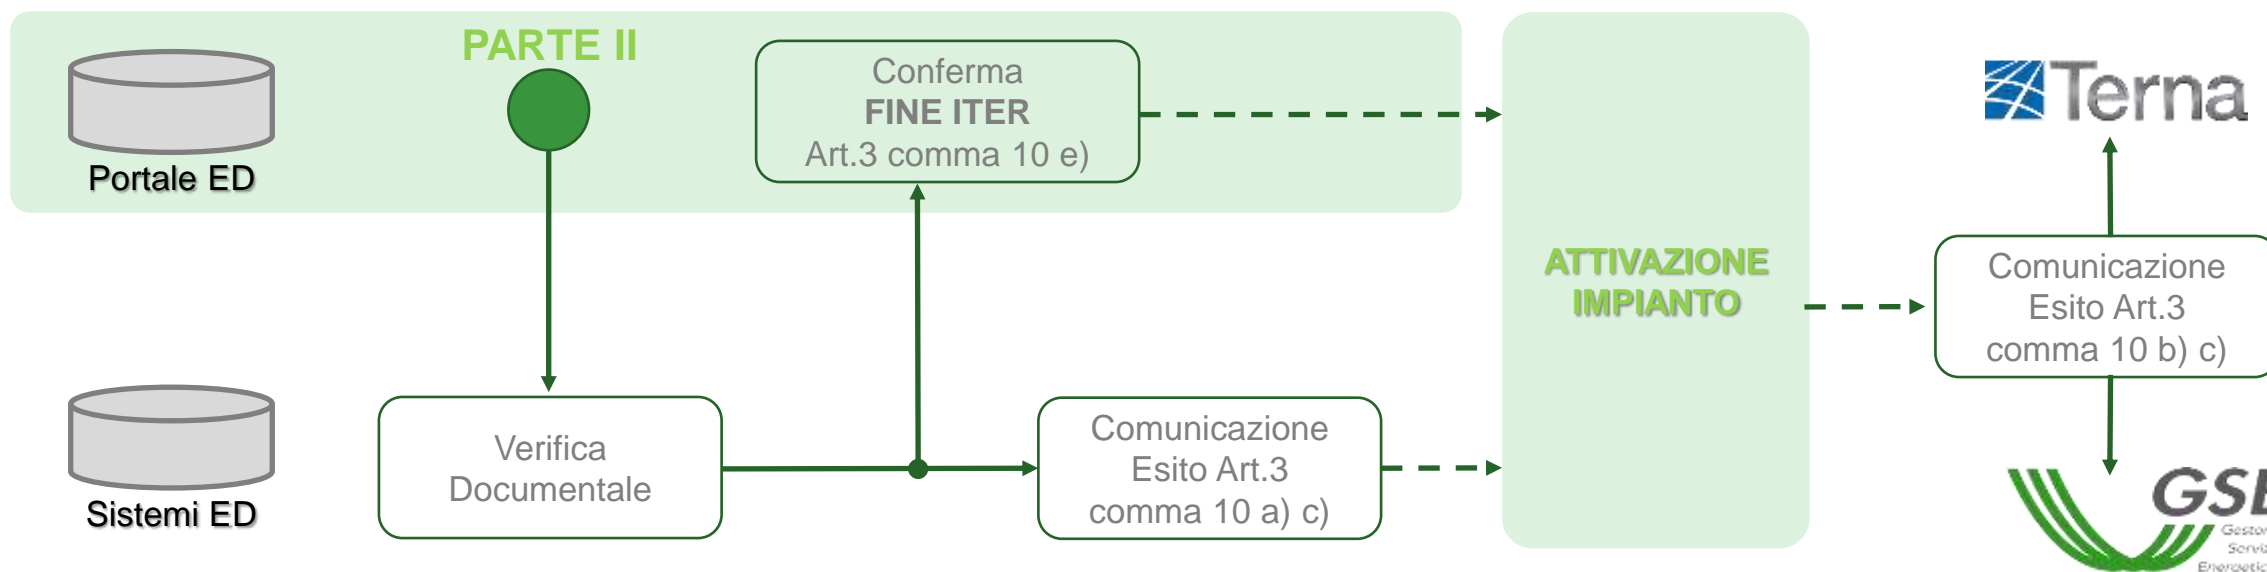 PARTE II
Portale ED
Conferma
FINE ITER
Art.3 comma 10 e)
Terna
ATTIVAZIONE
IMPIANTO
Comunicazione
Esito Art.3
comma 10 b) c)
Verifica
Documentale
Comunicazione
Esito Art.3
comma 10 a) c)
Sistemi ED
GSE